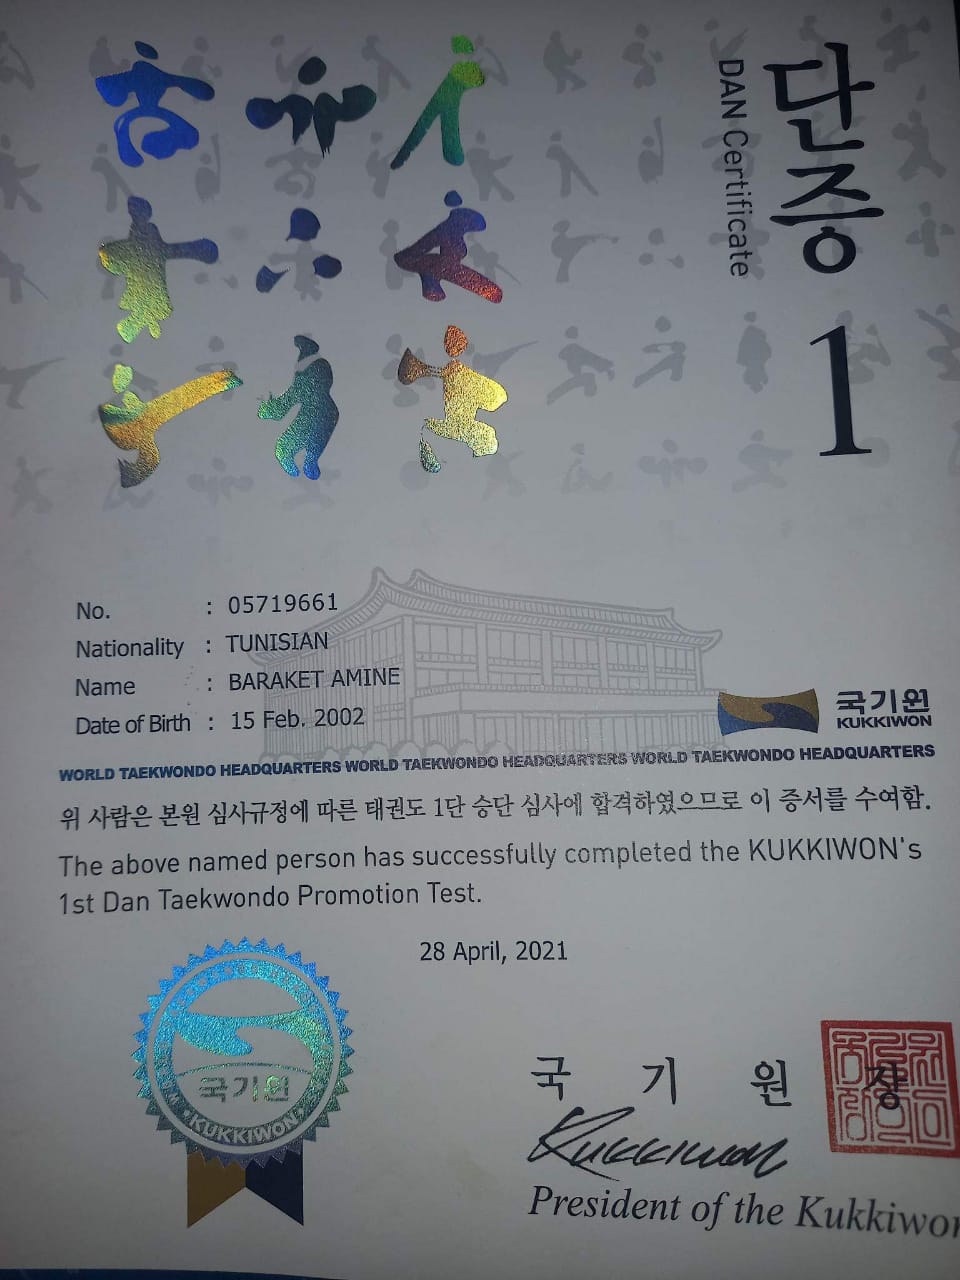 단증 1
DAN Certificate
No. : 05719661
Nationality : TUNISIAN
Name : BARAKET AMINE
Date of Birth : 15 Feb. 2002
국기원
KUKKIWON
WORLD TAEKWONDO HEADQUARTERS WORLD TAEKWONDO HEADQUARTERS WORLD TAEKWONDO HEADQUARTERS
위 사람은 본원 심사규정에 따른 태권도 1단 승단 심사에 합격하였으므로 이 증서를 수여함.
The above named person has successfully completed the KUKKIWON's
1st Dan Taekwondo Promotion Test.
28 April, 2021
국기원
KUKKIWON
국 기 원 장
Kukkiwon
President of the Kukkiwon